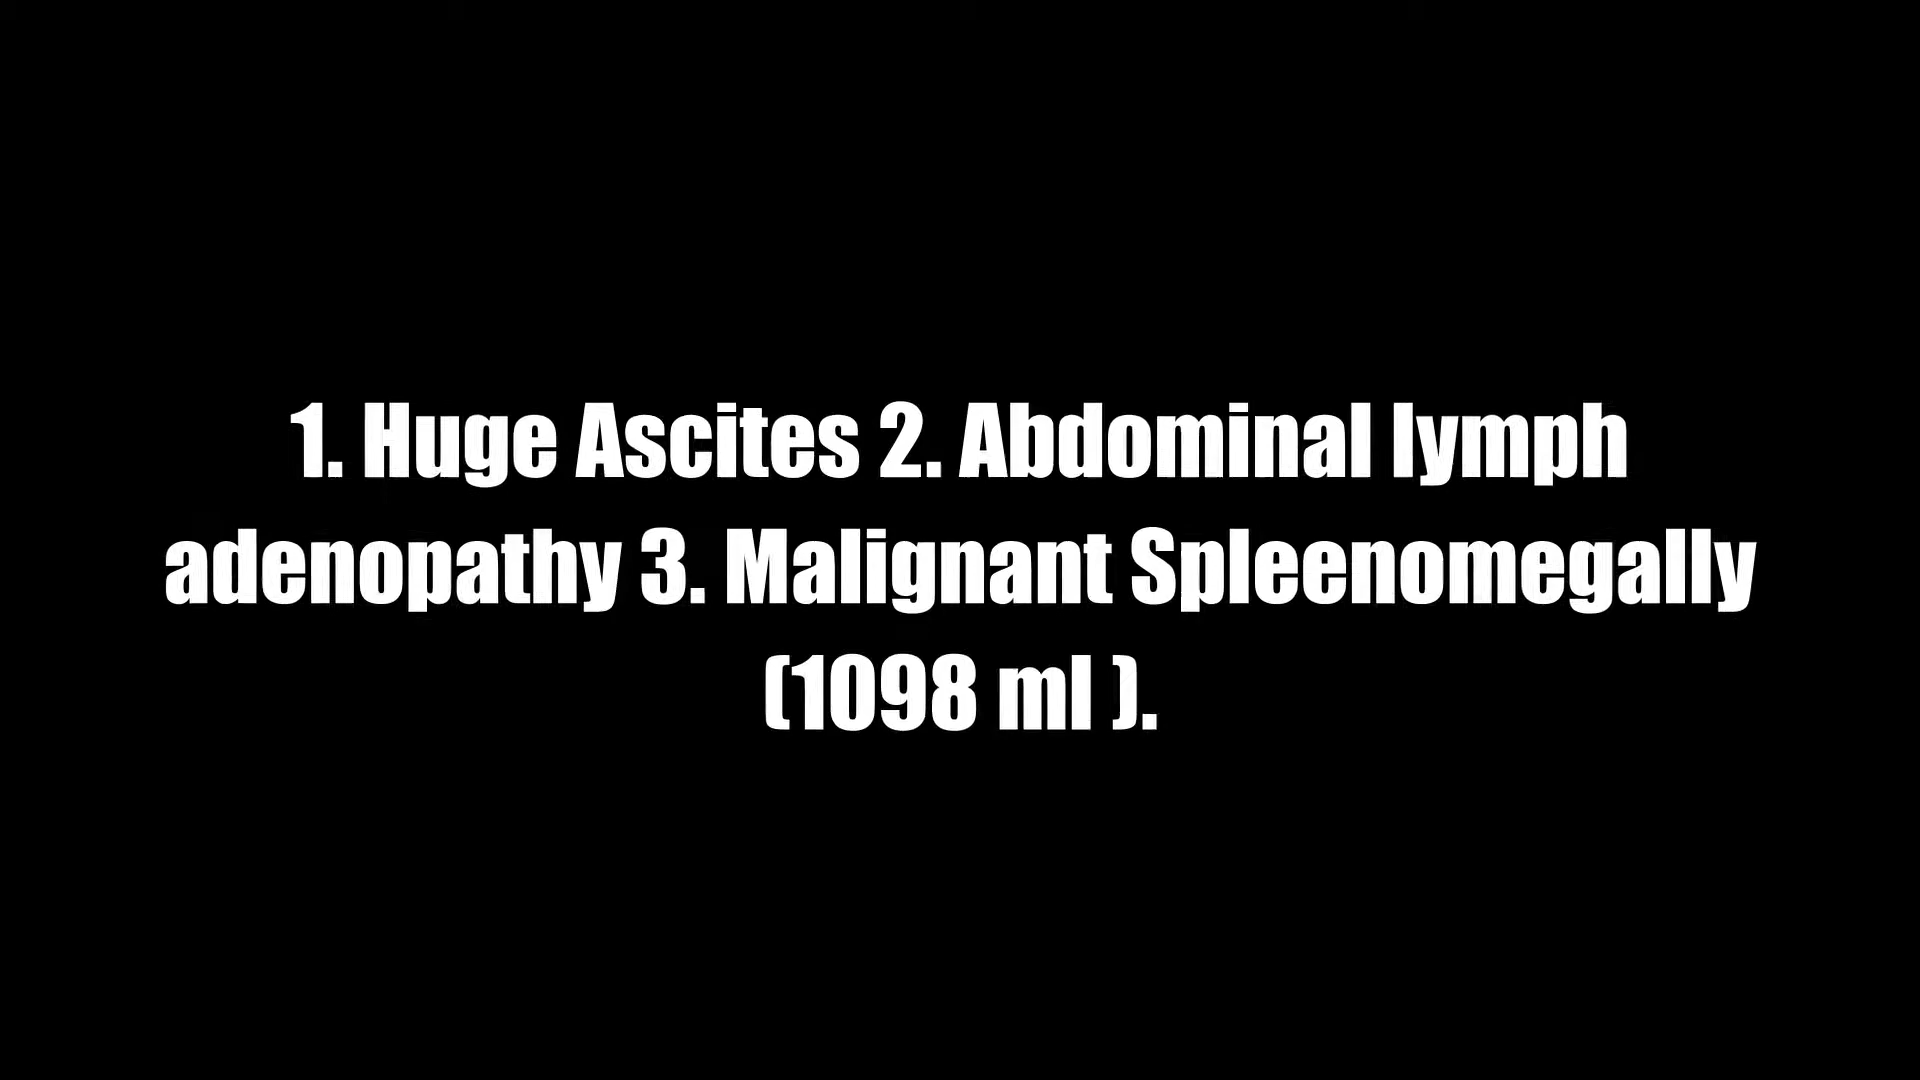 1. Huge Ascites 2. Abdominal lymph
adenopathy 3. Malignant Spleenomegally
(1098 ml ).